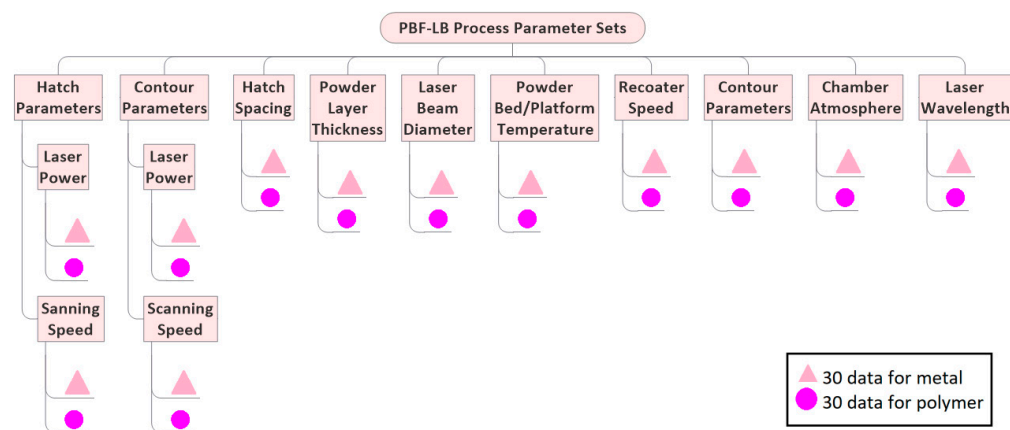 PBF-LB Process Parameter Sets
Hatch
Parameters
Contour
Parameters
Hatch
Spacing
Powder
Layer
Thickness
Laser
Beam
Diameter
Powder
Bed/Platform
Temperature
Recoater
Speed
Contour
Parameters
Chamber
Atmosphere
Laser
Wavelength
Laser
Power
Laser
Power
Sanning
Speed
Scanning
Speed
30 data for metal
30 data for polymer